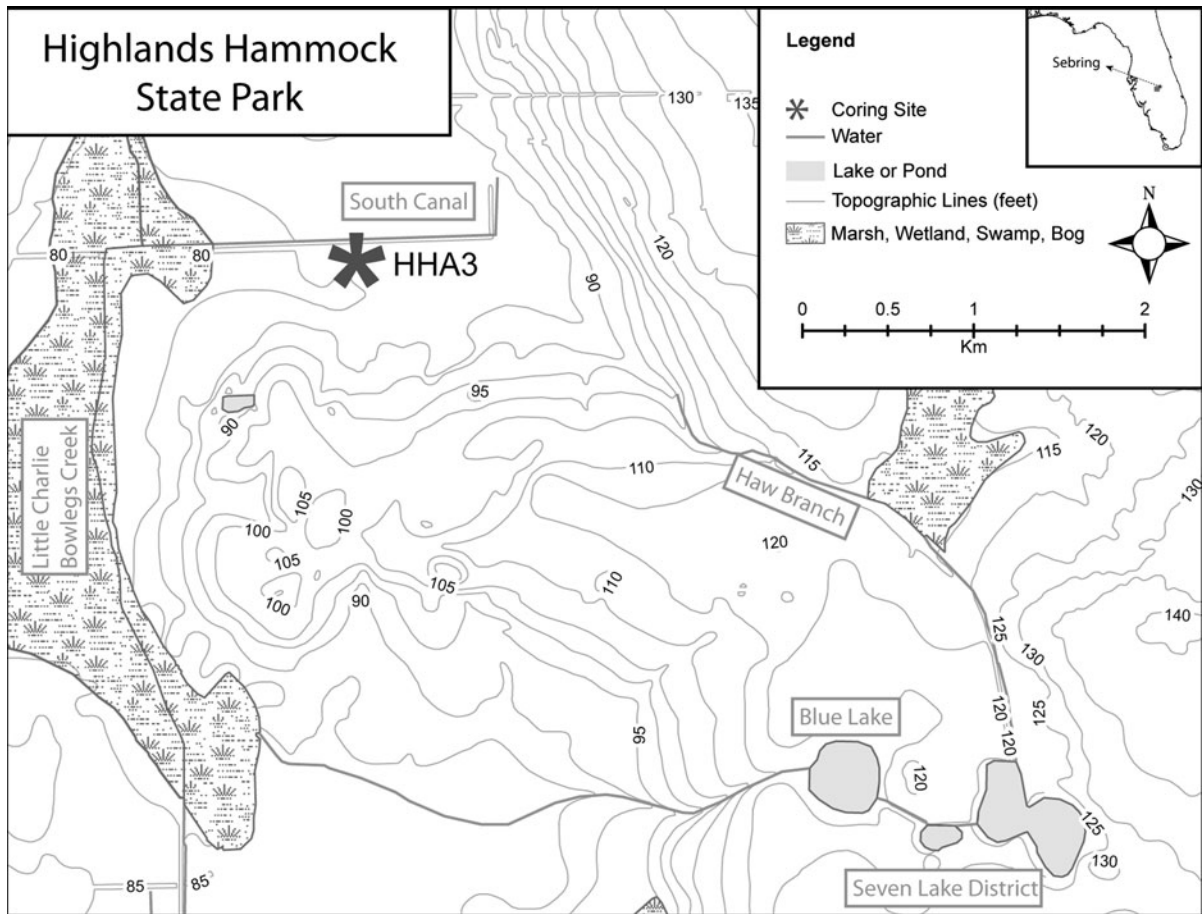 Highlands Hammock
State Park
Legend
Coring Site
Water
Lake or Pond
Topographic Lines (feet)
Marsh, Wetland, Swamp, Bog
Sebring
N
0 0.5 1 2
Km
130
135
South Canal
120
80
80
HHA3
90
95
90
115
120
115
110
130
Haw Branch
Little Charlie
Bowlegs Creek
105
100
100
120
105
105
110
100
90
140
125
130
120
125
Blue Lake
120
95
120
125
130
Seven Lake District
85
85